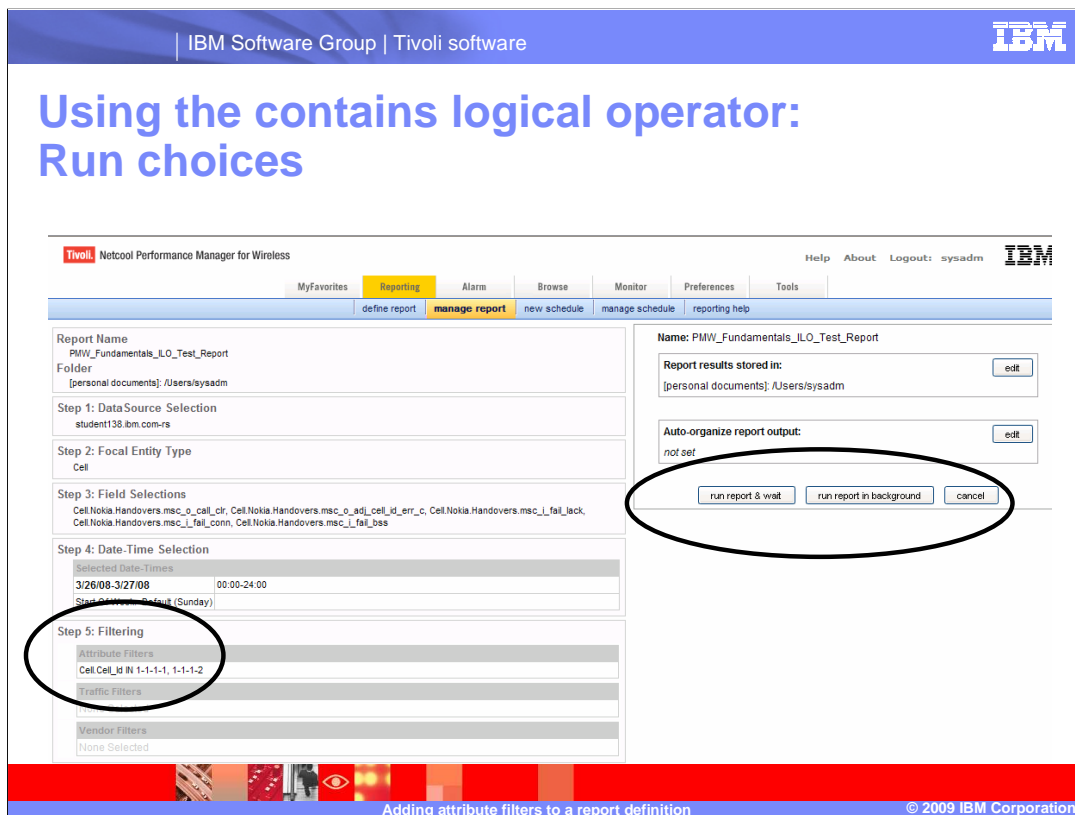 IBM Software Group | Tivoli software
IBM
Using the contains logical operator:
Run choices
Tivoli. Netcool Performance Manager for Wireless
Help About Logout: sysadm IBM
MyFavorites Reporting Alarm Browse Monitor Preferences Tools
define report manage report new schedule manage schedule reporting help
Report Name
PMW_Fundamentals_ILO_Test_Report
Folder
[personal documents]: /Users/sysadm
Step 1: DataSource Selection
student138.ibm.com-rs
Step 2: Focal Entity Type
Cell
Step 3: Field Selections
Cell.Nokia.Handovers.msc_o_call_clr, Cell.Nokia.Handovers.msc_o_adj_cell_id_err_c, Cell.Nokia.Handovers.msc_i_fail_lack,
Cell.Nokia.Handovers.msc_i_fail_conn, Cell.Nokia.Handovers.msc_i_fail_bss
Step 4: Date-Time Selection
Selected Date-Times
3/26/08-3/27/08 00:00-24:00
Start Of Week: Default (Sunday)
Step 5: Filtering
Attribute Filters
Cell.Cell_Id IN 1-1-1-1, 1-1-1-2
Traffic Filters
None Selected
Vendor Filters
None Selected
Name: PMW_Fundamentals_ILO_Test_Report
Report results stored in:
edit
[personal documents]: /Users/sysadm
Auto-organize report output:
edit
not set
run report & wait run report in background cancel
Adding attribute filters to a report definition
© 2009 IBM Corporation